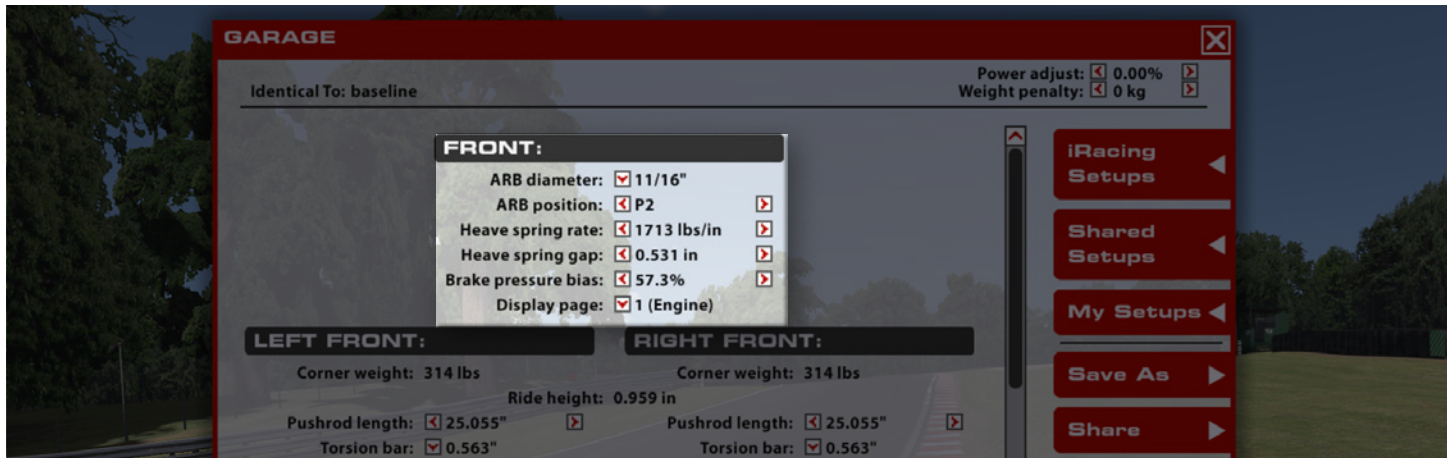 GARAGE
Power adjust: 0.00%
Identical To: baseline
Weight penalty: 0 kg
FRONT:
ARB diameter: 11/16"
ARB position: P2
Heave spring rate: 1713 lbs/in
Heave spring gap: 0.531 in
Brake pressure bias: 57.3%
Display page: 1 (Engine)
LEFT FRONT:
RIGHT FRONT:
Corner weight: 314 lbs
Corner weight: 314 lbs
Ride height: 0.959 in
Pushrod length: 25.055"
Pushrod length: 25.055"
Torsion bar: 0.563"
Torsion bar: 0.563"
iRacing
Setups
Shared
Setups
My Setups
Save As
Share